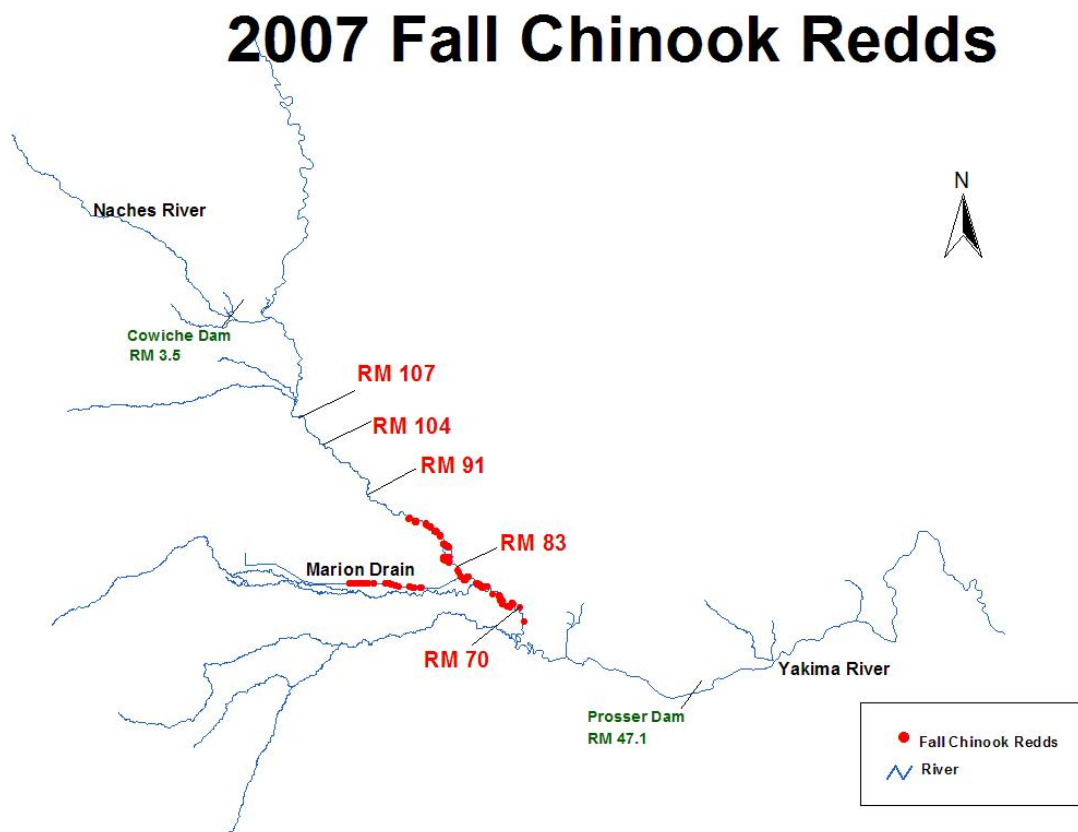 2007 Fall Chinook Redds
N
Naches River
Cowiche Dam
RM 3.5
RM 107
RM 104
RM 91
RM 83
Marion Drain
RM 70
Yakima River
Prosser Dam
RM 47.1
Fall Chinook Redds
River